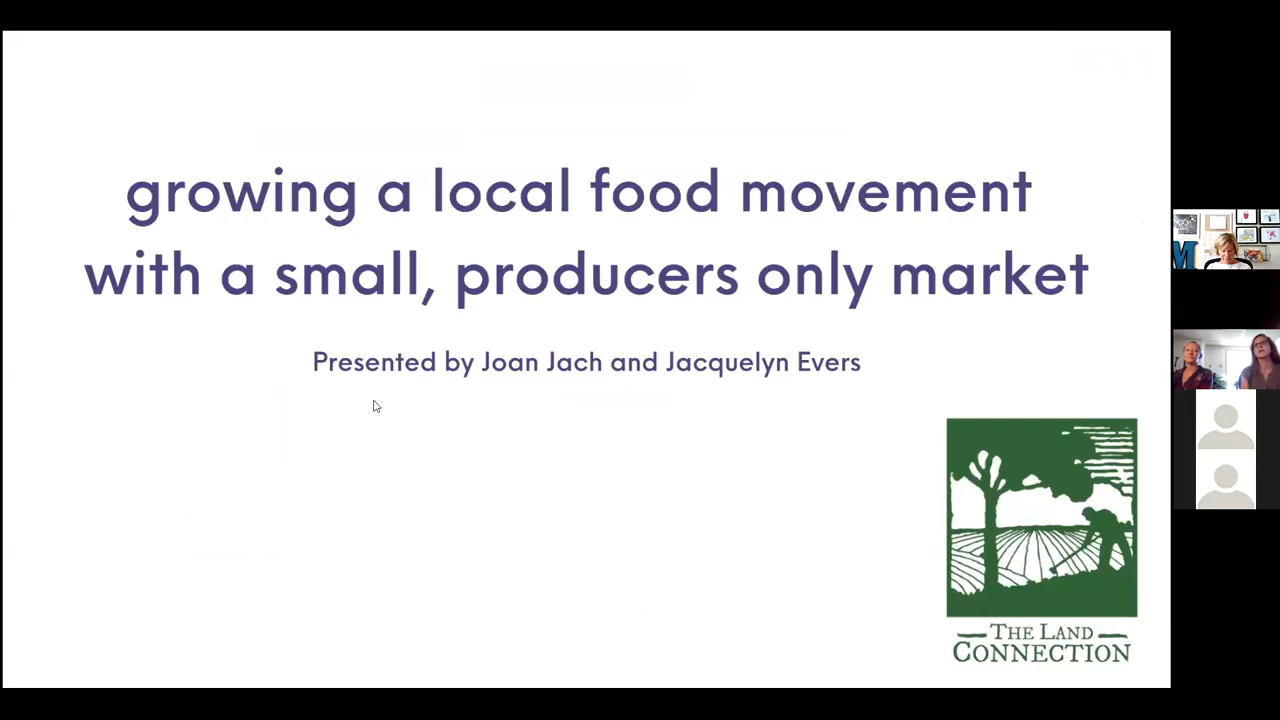 growing a local food movement
with a small, producers only market
Presented by Joan Jach and Jacquelyn Evers
THE LAND
CONNECTION
M